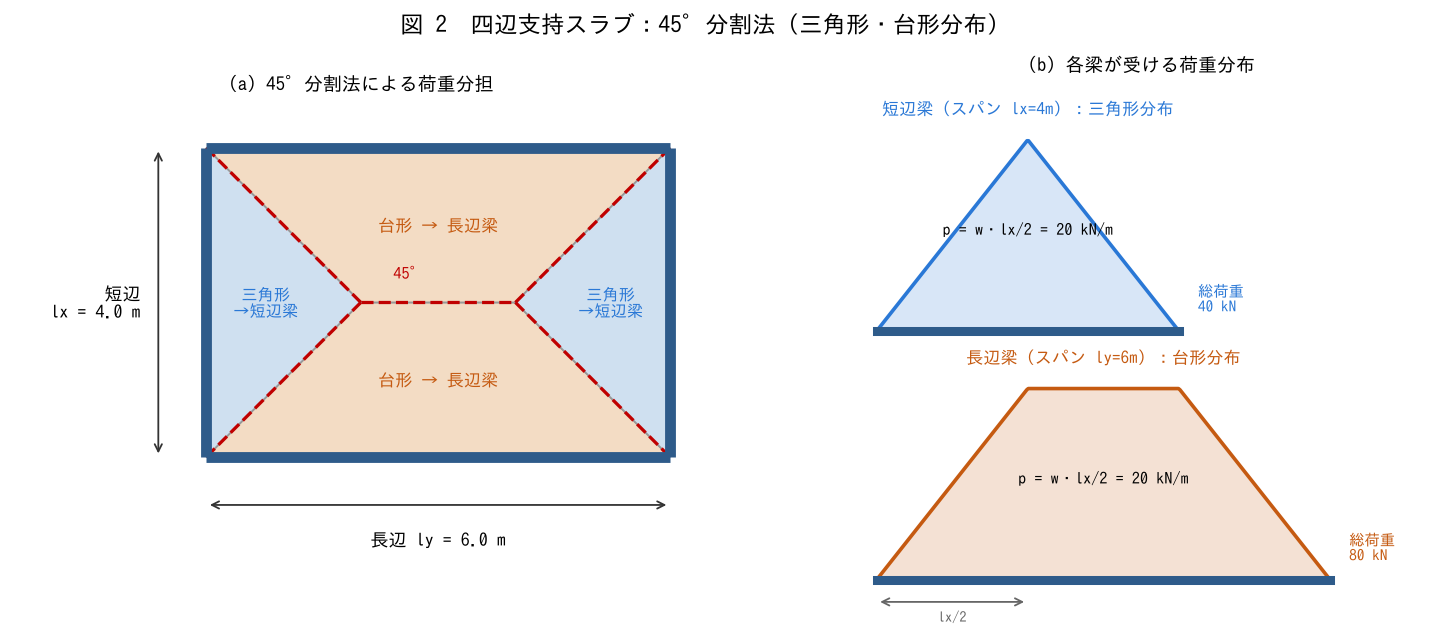 図 2　四辺支持スラブ：45°分割法（三角形・台形分布）
(a) 45°分割法による荷重分担
台形 → 長辺梁
45°
三角形
→短辺梁
三角形
→短辺梁
台形 → 長辺梁
短辺
lx = 4.0 m
長辺 ly = 6.0 m
(b) 各梁が受ける荷重分布
短辺梁（スパン lx=4m）：三角形分布
p = w・lx/2 = 20 kN/m
総荷重
40 kN
長辺梁（スパン ly=6m）：台形分布
p = w・lx/2 = 20 kN/m
総荷重
80 kN
lx/2